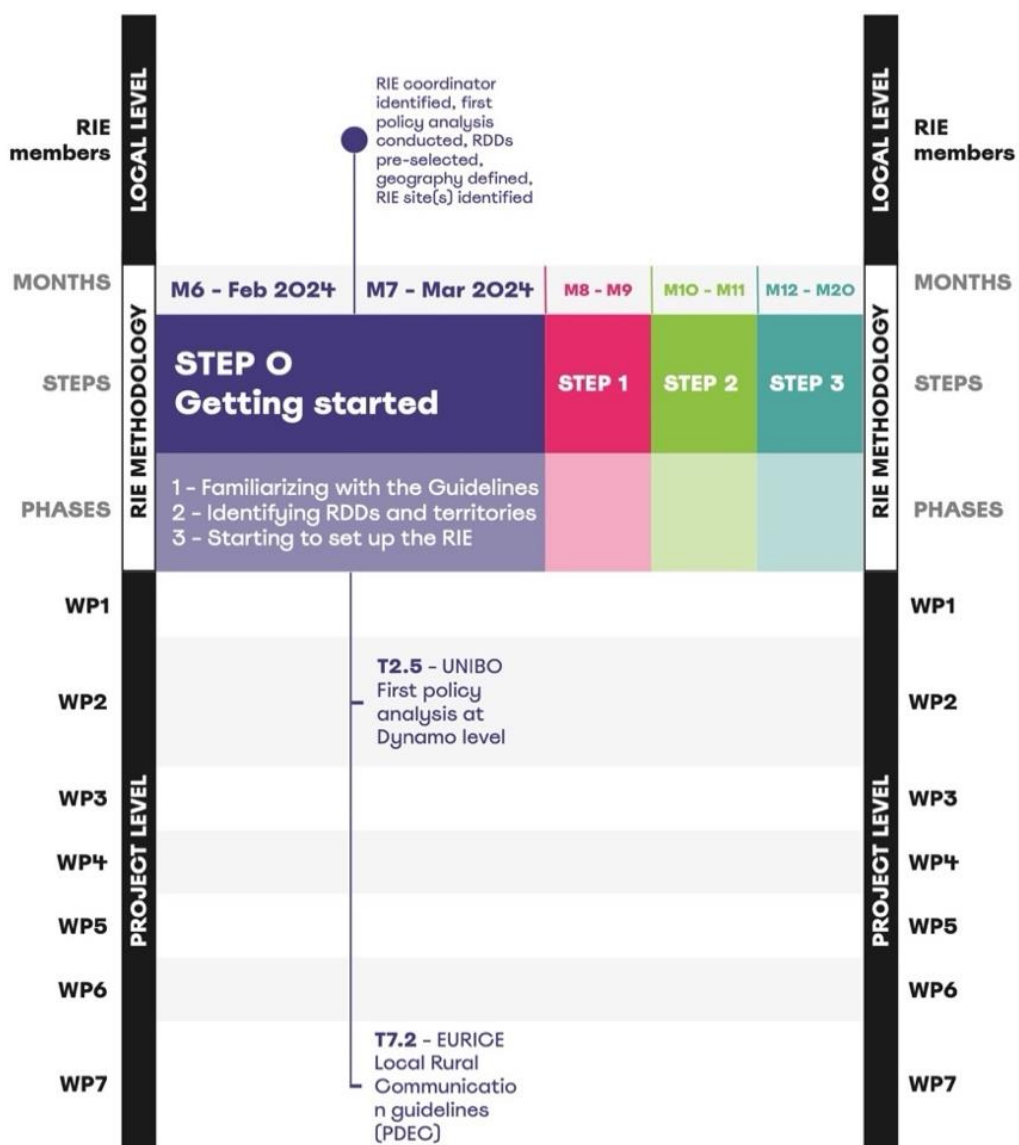 LOCAL LEVEL
RIE
members
RIE coordinator
identified, first
policy analysis
conducted, RDDs
pre-selected,
geography defined,
RIE site(s) identified
LOCAL LEVEL
RIE
members
MONTHS
M6 - Feb 2024
M7 - Mar 2024
M8 - M9
M10 - M11
M12 - M20
MONTHS
RIE METHODOLOGY
STEPS
STEP 0
Getting started
STEP 1
STEP 2
STEP 3
STEPS
RIE METHODOLOGY
PHASES
1 - Familiarizing with the Guidelines
2 - Identifying RDDs and territories
3 - Starting to set up the RIE
PHASES
WP1
WP1
WP2
T2.5 - UNIBO
First policy
analysis at
Dynamo level
WP2
WP3
WP3
PROJECT LEVEL
PROJECT LEVEL
WP4
WP4
WP5
WP5
WP6
WP6
WP7
T7.2 - EURICE
Local Rural
Communicatio
n guidelines
(PDEC)
WP7